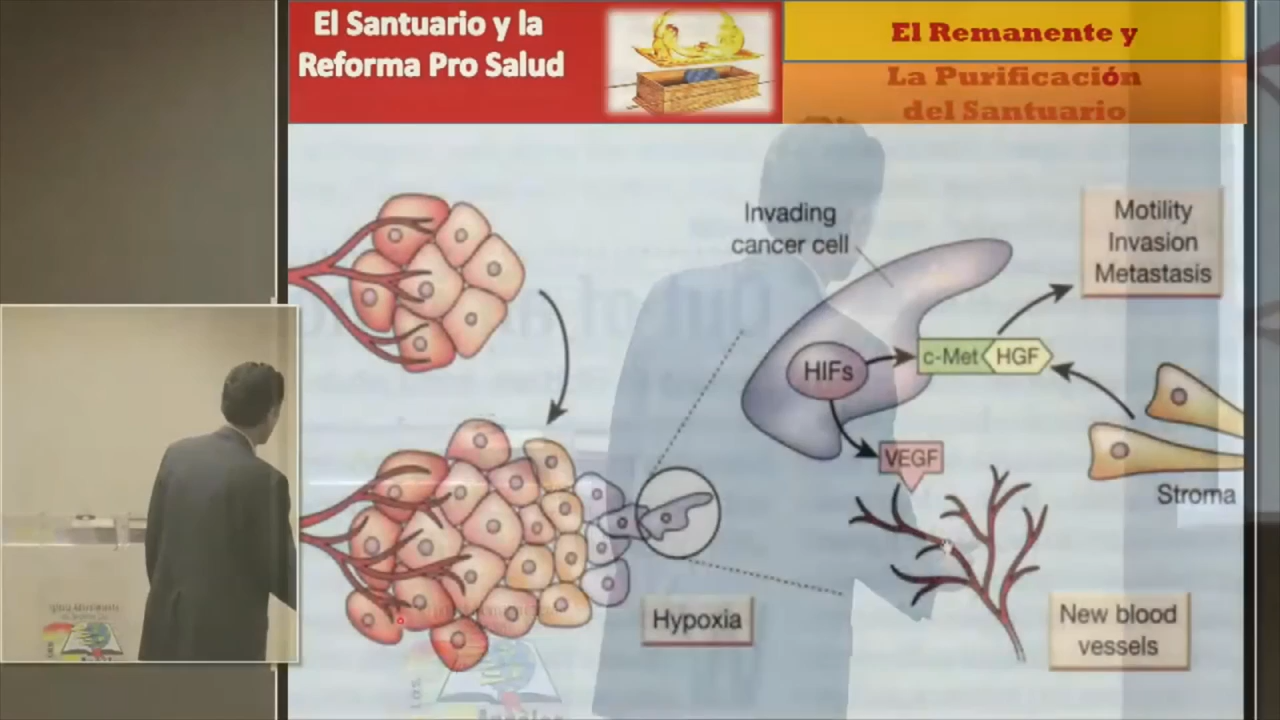 El Santuario y la
Reforma Pro Salud
El Remanente y
La Purificación
del Santuario
Invading
cancer cell
Motility
Invasion
Metastasis
HIFs
c-Met
HGF
VEGF
Stroma
Hypoxia
New blood
vessels